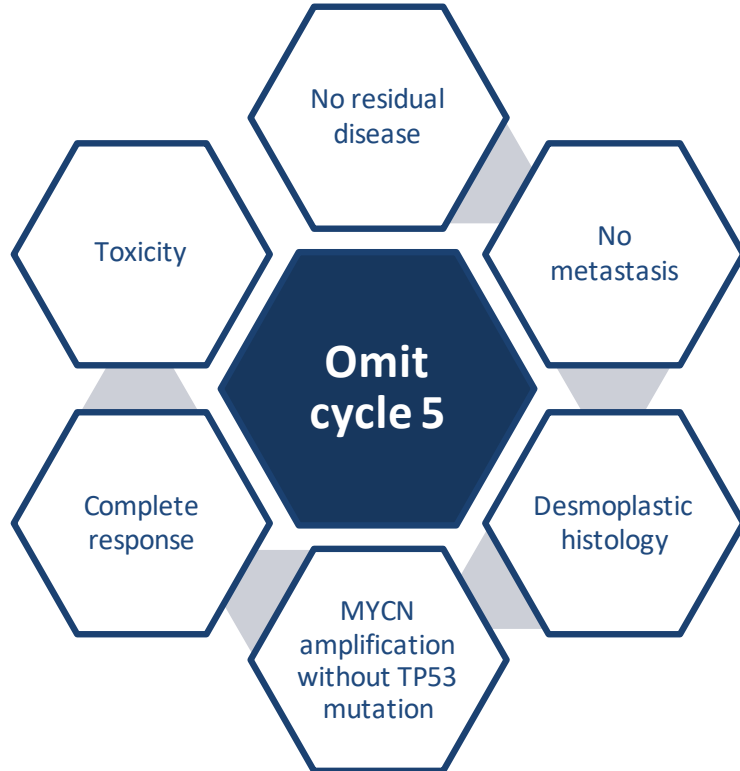 No residual
disease
No
metastasis
Desmoplastic
histology
MYCN
amplification
without TP53
mutation
Complete
response
Toxicity
Omit
cycle 5